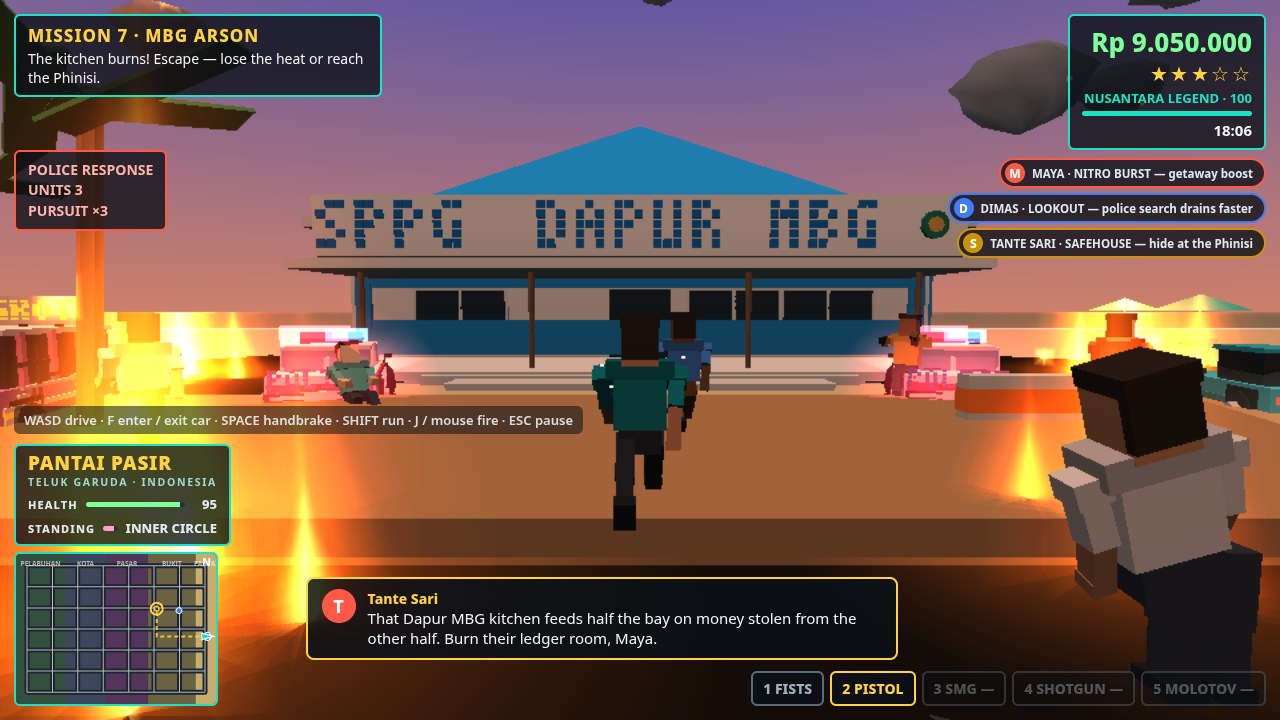 MISSION 7 · MBG ARSON
The kitchen burns! Escape — lose the heat or reach
the Phinisi.
Rp 9.050.000
★★★☆☆
NUSANTARA LEGEND · 100
18:06
POLICE RESPONSE
UNITS 3
PURSUIT ×3
M MAYA · NITRO BURST — getaway boost
D DIMAS · LOOKOUT — police search drains faster
S TANTE SARI · SAFEHOUSE — hide at the Phinisi
SPPG DAPUR MBG
WASD drive · F enter / exit car · SPACE handbrake · SHIFT run · J / mouse fire · ESC pause
PANTAI PASIR
TELUK GARUDA · INDONESIA
HEALTH 95
STANDING INNER CIRCLE
PELABUHAN KOTA PASAR BUKIT
N
T
Tante Sari
That Dapur MBG kitchen feeds half the bay on money stolen from the
other half. Burn their ledger room, Maya.
1 FISTS 2 PISTOL 3 SMG — 4 SHOTGUN — 5 MOLOTOV —